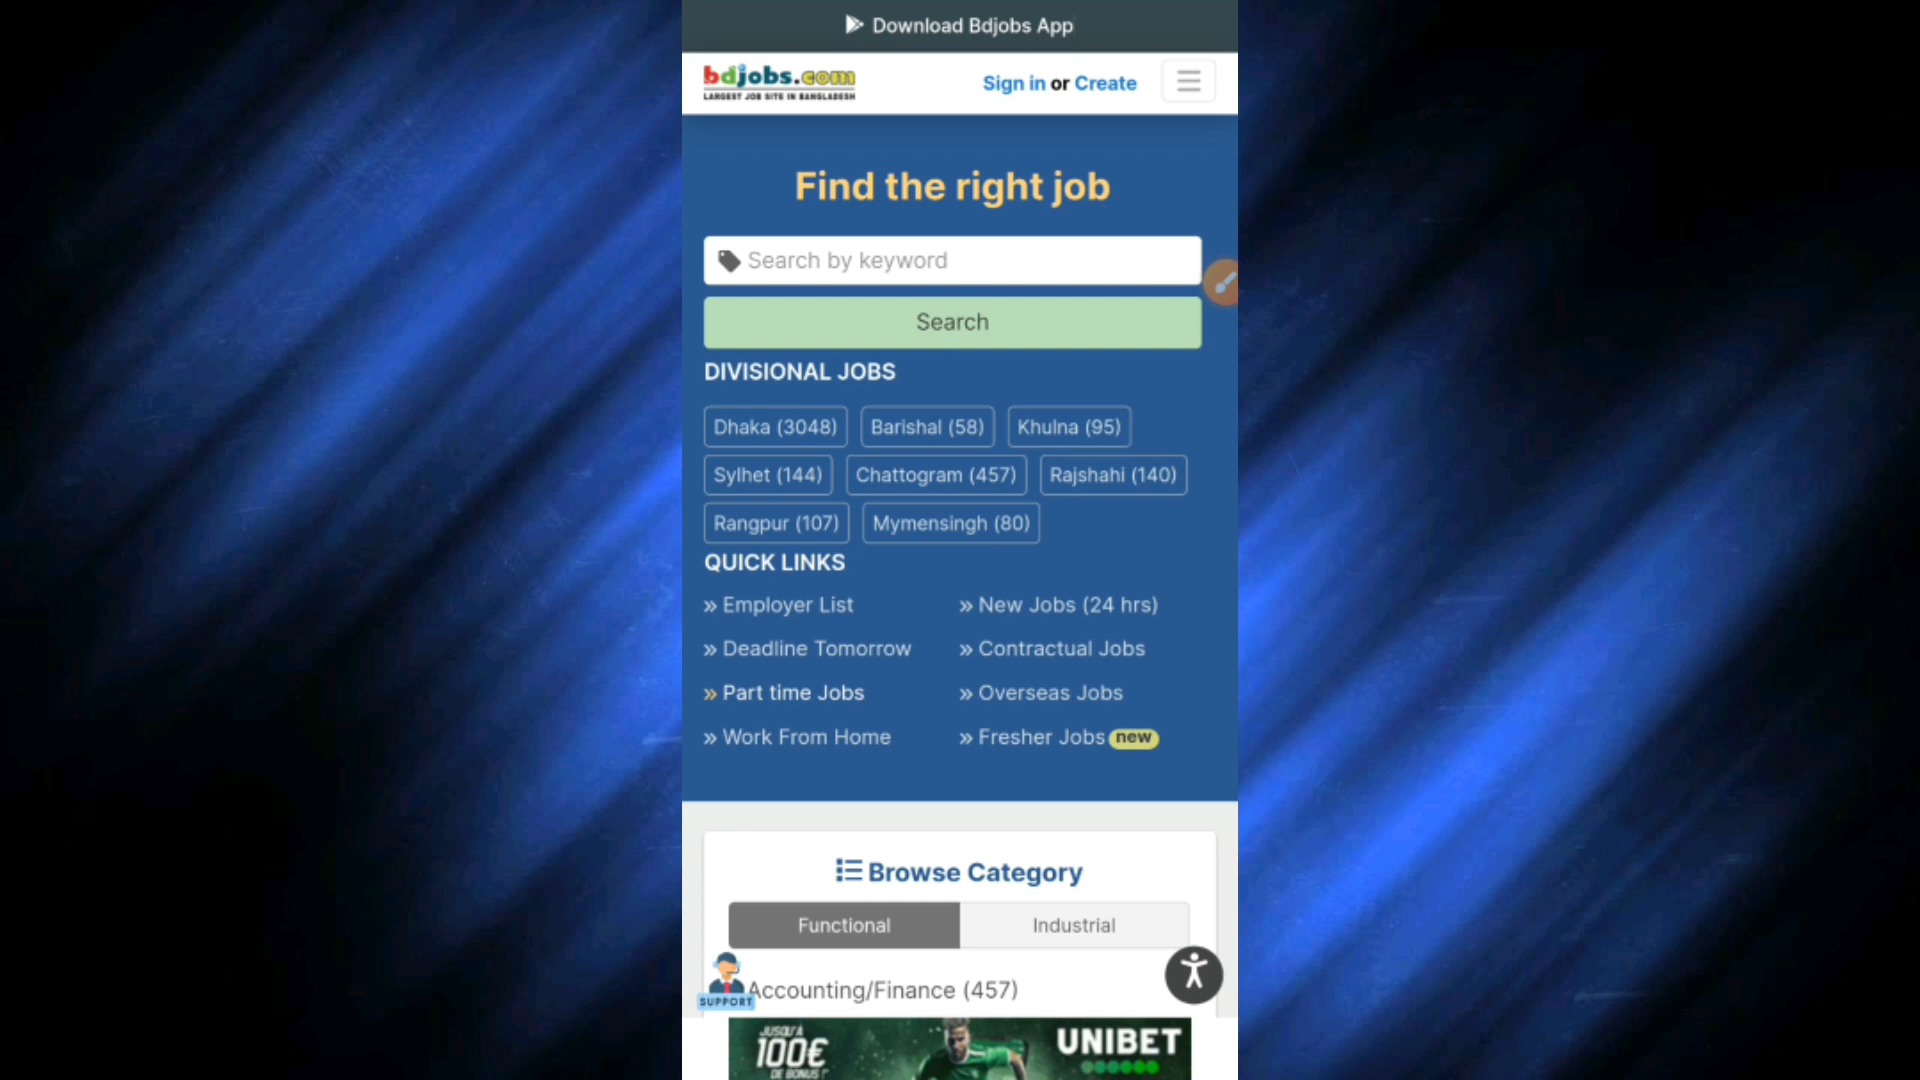 Download Bdjobs App
bdjobs.com
LARGEST JOB SITE IN BANGLADESH
Sign in or Create
Find the right job
Search by keyword
Search
DIVISIONAL JOBS
Dhaka (3048) Barishal (58) Khulna (95)
Sylhet (144) Chattogram (457) Rajshahi (140)
Rangpur (107) Mymensingh (80)
QUICK LINKS
» Employer List » New Jobs (24 hrs)
» Deadline Tomorrow » Contractual Jobs
» Part time Jobs » Overseas Jobs
» Work From Home » Fresher Jobs new
Browse Category
Functional Industrial
Accounting/Finance (457)
SUPPORT
JUSQU'À
100€
DE BONUS
UNIBET